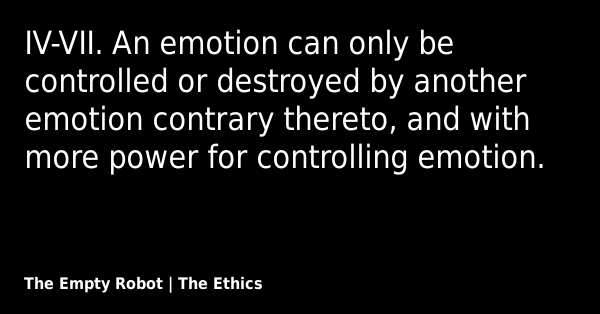 IV-VII. An emotion can only be
controlled or destroyed by another
emotion contrary thereto, and with
more power for controlling emotion.
The Empty Robot | The Ethics